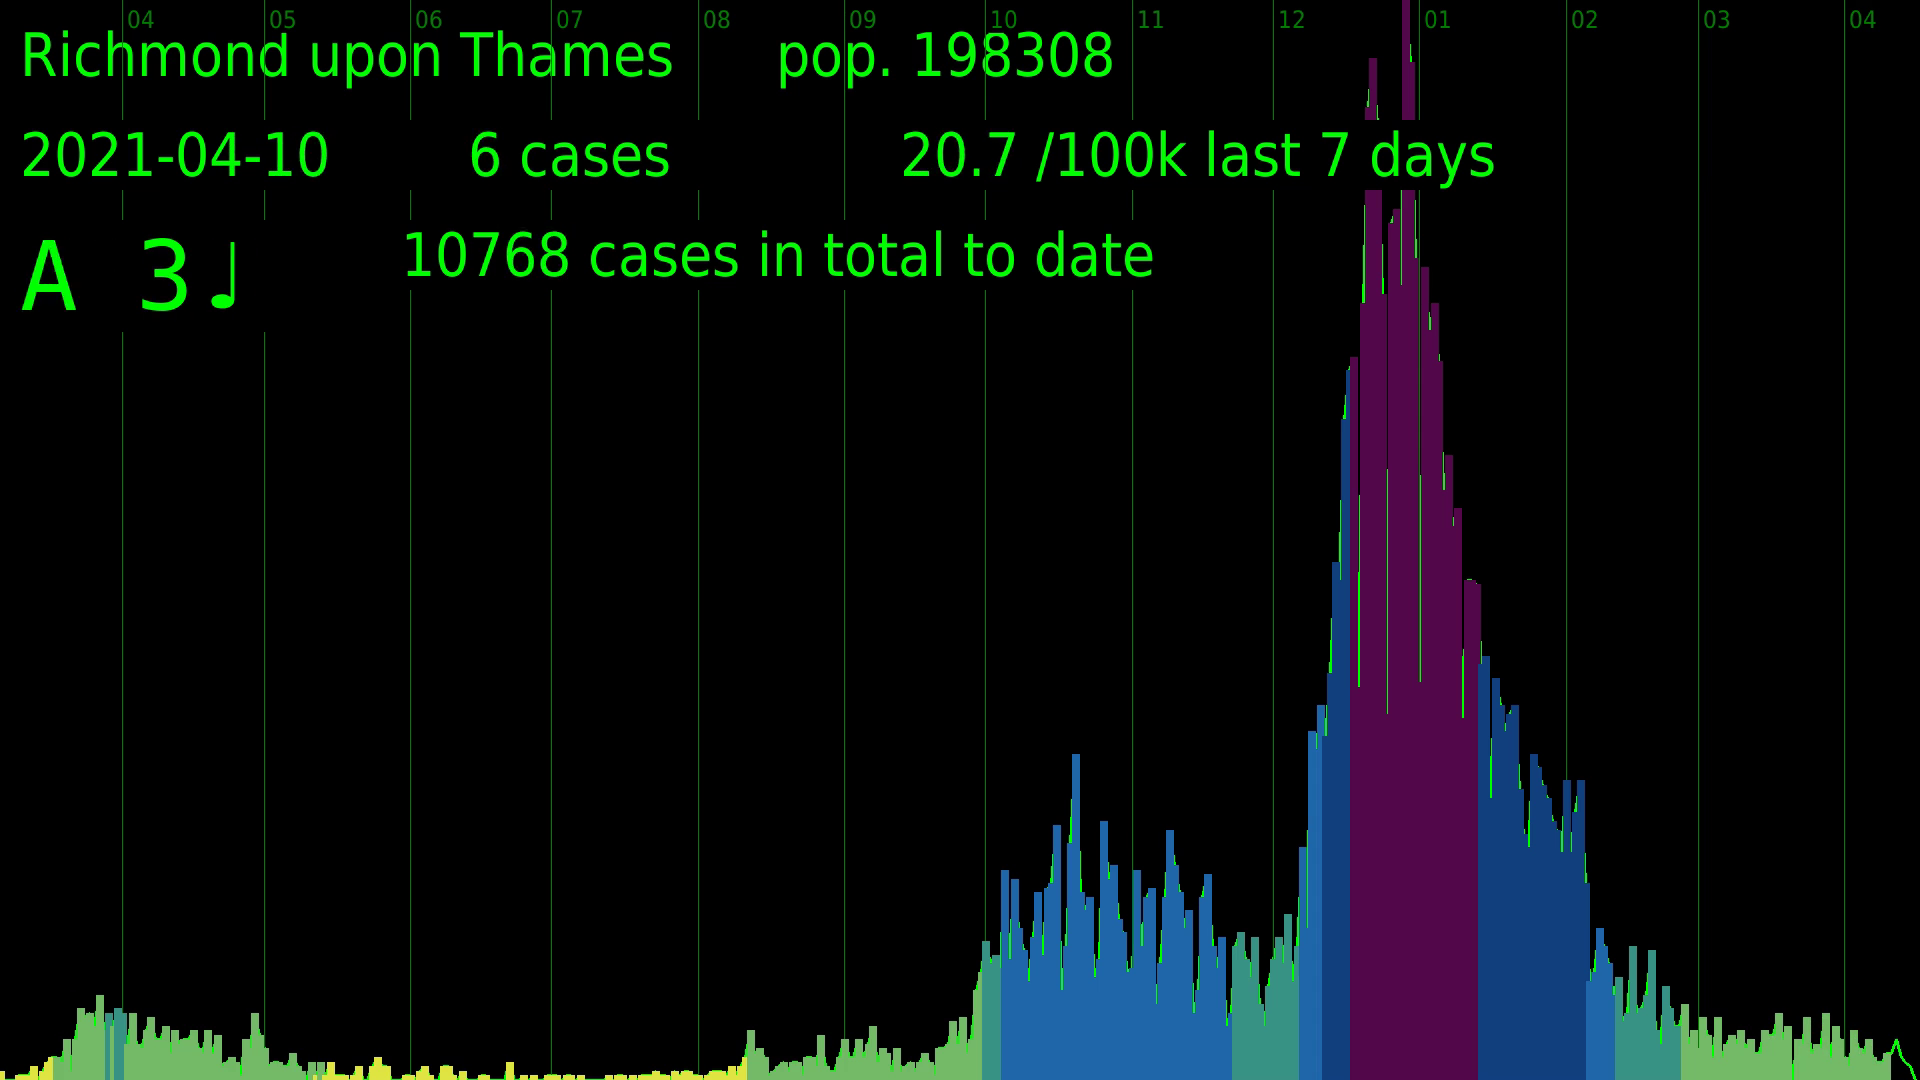 04 05 06 07 08 09 10 11 12 01 02 03 04
Richmond upon Thames pop. 198308
2021-04-10 6 cases 20.7 /100k last 7 days
A 3♩ 10768 cases in total to date